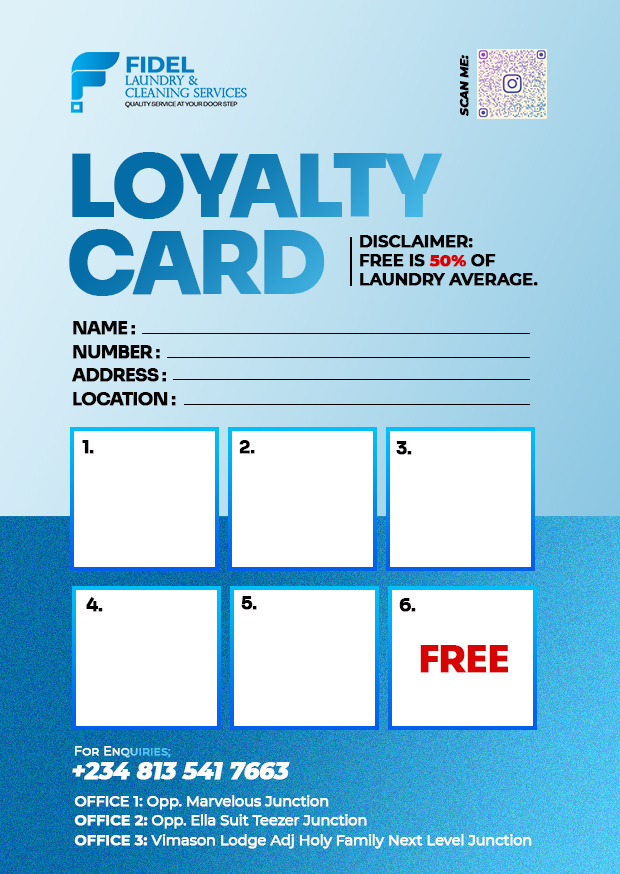 FIDEL
LAUNDRY &
CLEANING SERVICES
QUALITY SERVICE AT YOUR DOOR STEP
SCAN ME:
LOYALTY
CARD
DISCLAIMER:
FREE IS 50% OF
LAUNDRY AVERAGE.
NAME:
NUMBER:
ADDRESS:
LOCATION:
1.
2.
3.
4.
5.
6.
FREE
FOR ENQUIRIES;
+234 813 541 7663
OFFICE 1: Opp. Marvelous Junction
OFFICE 2: Opp. Ella Suit Teezer Junction
OFFICE 3: Vimason Lodge Adj Holy Family Next Level Junction